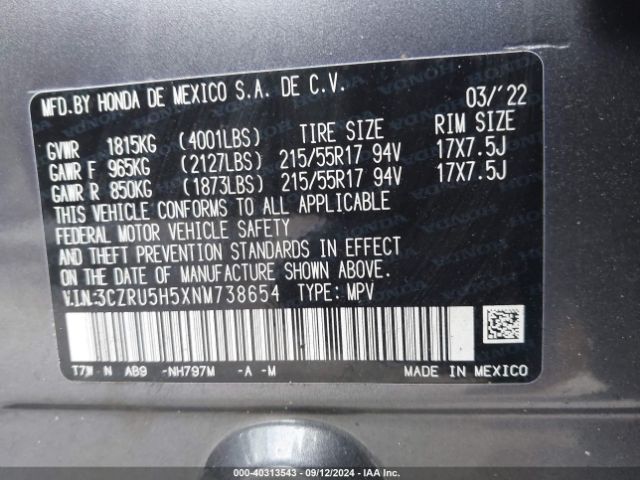 MFD.BY HONDA DE MEXICO S.A. DE C.V. 03/'22
GVWR 1815KG (4001LBS) TIRE SIZE RIM SIZE
GAWR F 965KG (2127LBS) 215/55R17 94V 17X7.5J
GAWR R 850KG (1873LBS) 215/55R17 94V 17X7.5J
THIS VEHICLE CONFORMS TO ALL APPLICABLE
FEDERAL MOTOR VEHICLE SAFETY
AND THEFT PREVENTION STANDARDS IN EFFECT
ON THE DATE OF MANUFACTURE SHOWN ABOVE.
V.I.N.:3CZRU5H5XNM738654 TYPE: MPV
T7W-N AB9 -NH797M -A -M
MADE IN MEXICO
000-40313543 - 09/12/2024 - IAAI.COM